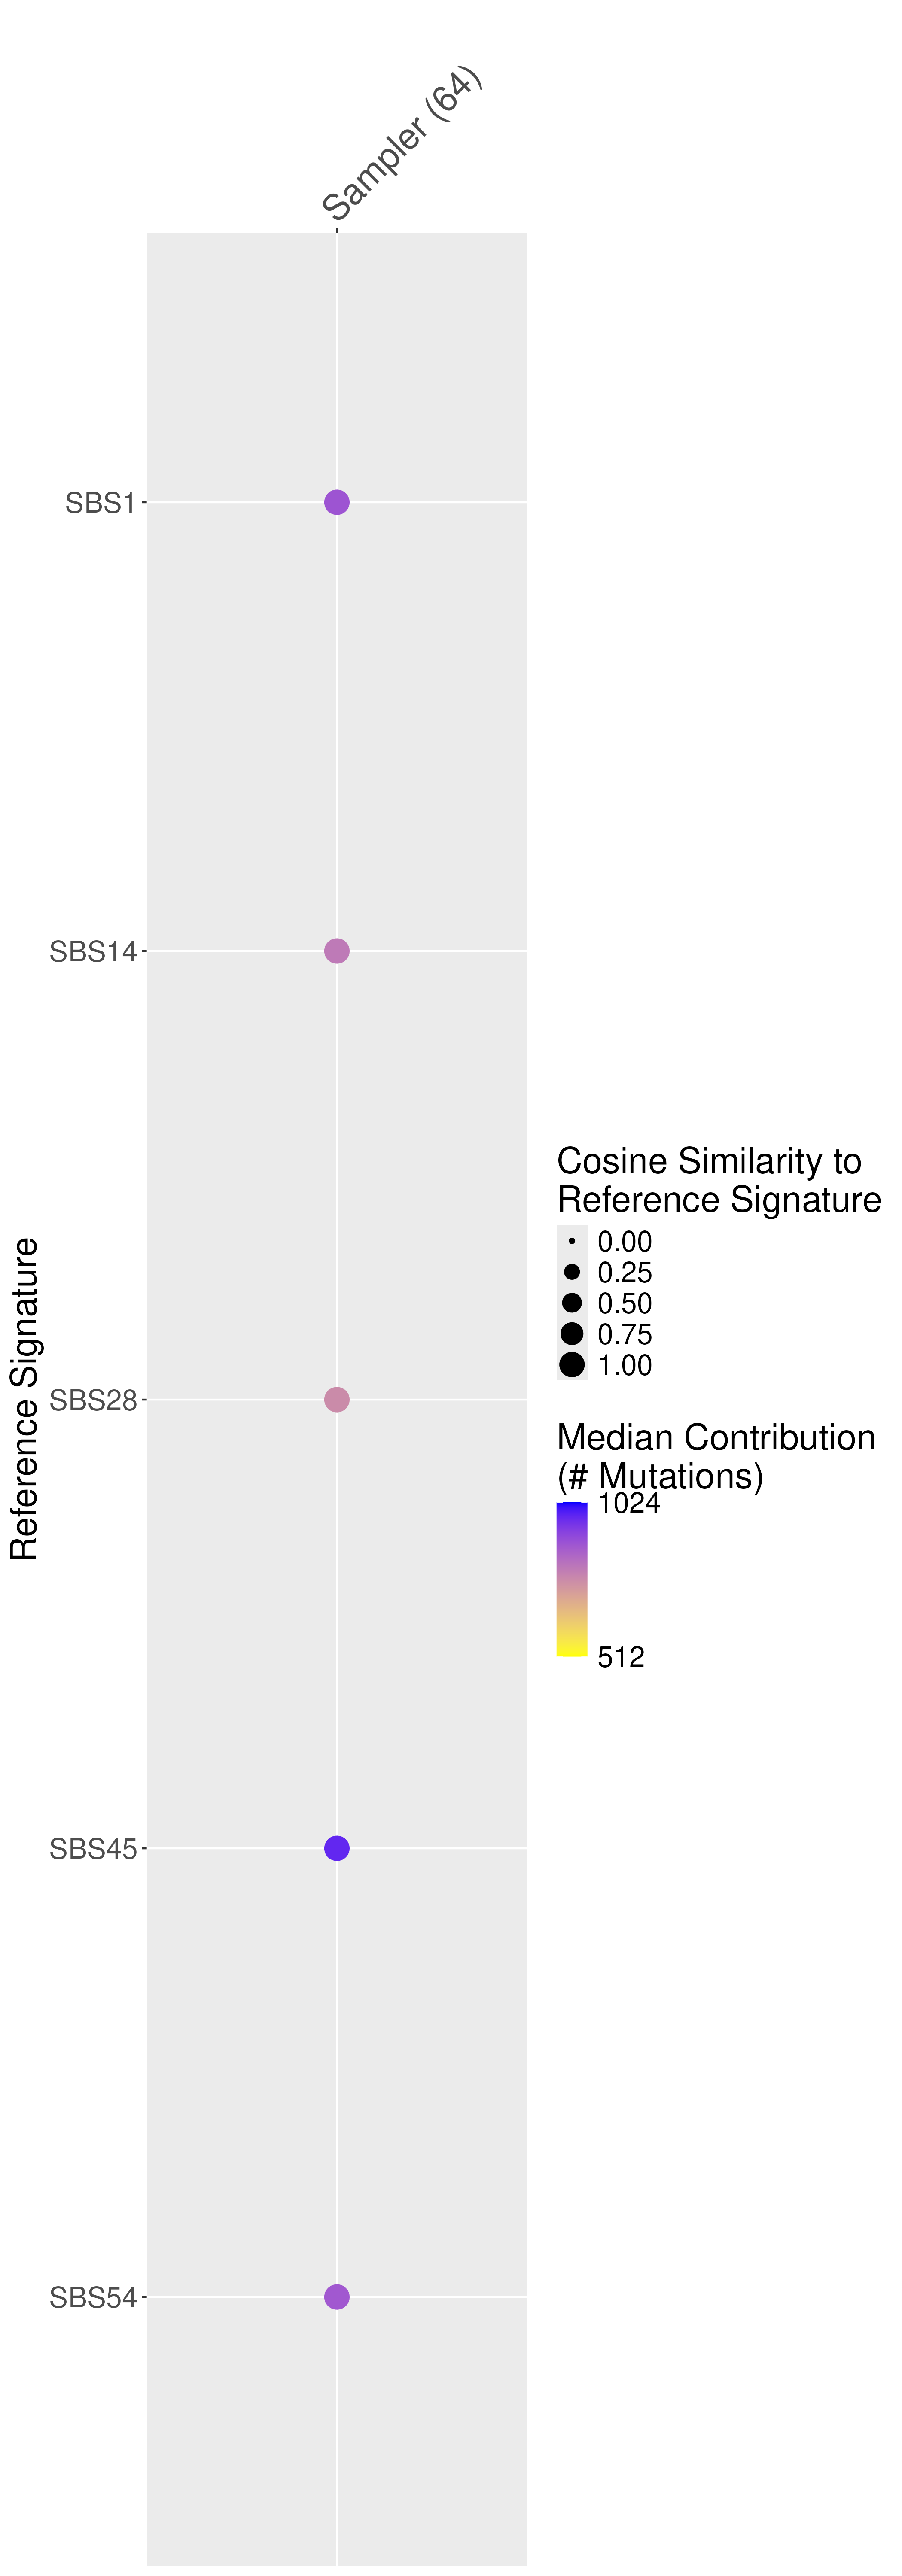 Sampler (64)
SBS1
SBS14
SBS28
SBS45
SBS54
Reference Signature
Cosine Similarity to
Reference Signature
0.00
0.25
0.50
0.75
1.00
Median Contribution
(# Mutations)
1024
512